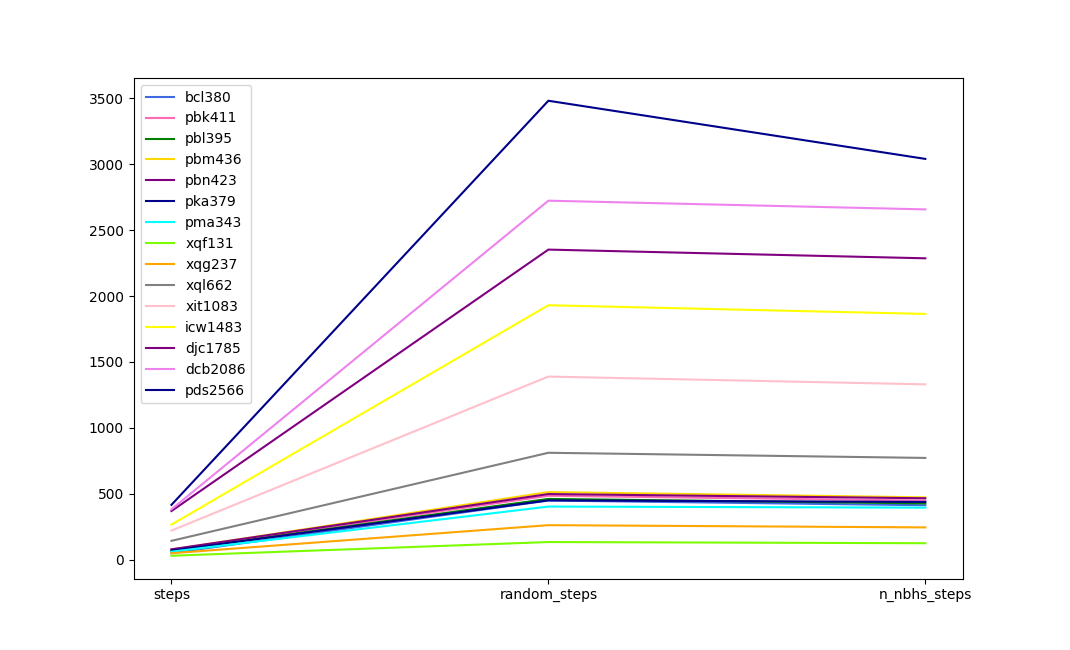 3500
3000
2500
2000
1500
1000
500
0
bcl380
pbk411
pbl395
pbm436
pbn423
pka379
pma343
xqf131
xqg237
xql662
xit1083
icw1483
djc1785
dcb2086
pds2566
steps
random_steps
n_nbhs_steps